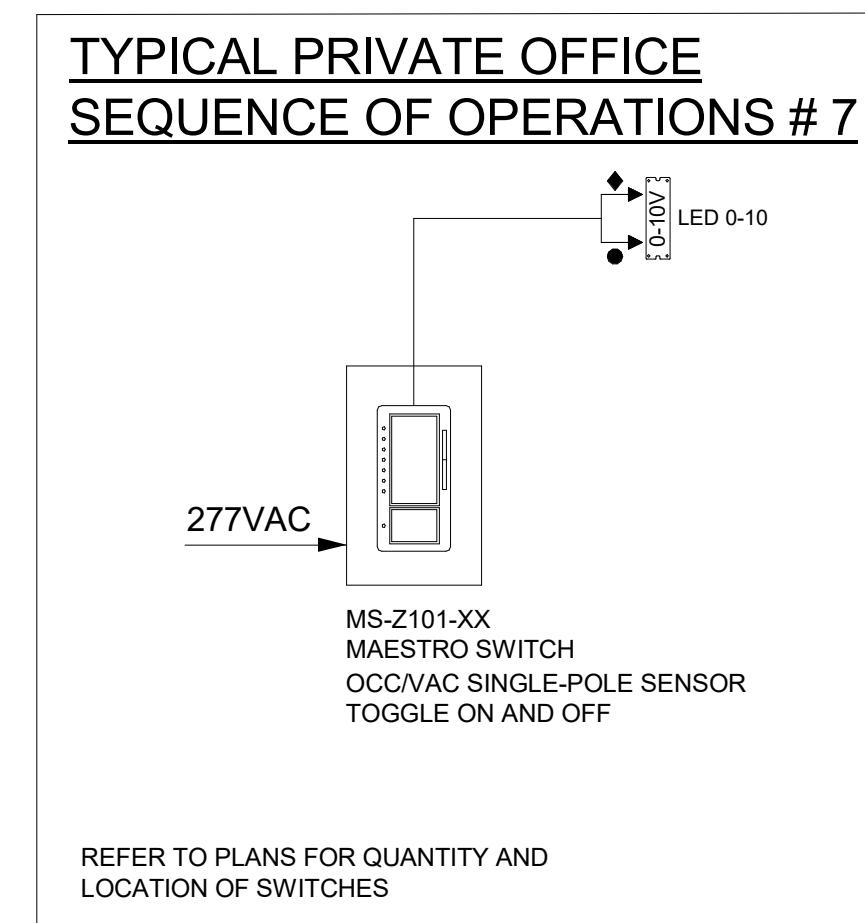 TYPICAL PRIVATE OFFICE
SEQUENCE OF OPERATIONS # 7
0-10V
LED 0-10
277VAC
MS-Z101-XX
MAESTRO SWITCH
OCC/VAC SINGLE-POLE SENSOR
TOGGLE ON AND OFF
REFER TO PLANS FOR QUANTITY AND
LOCATION OF SWITCHES